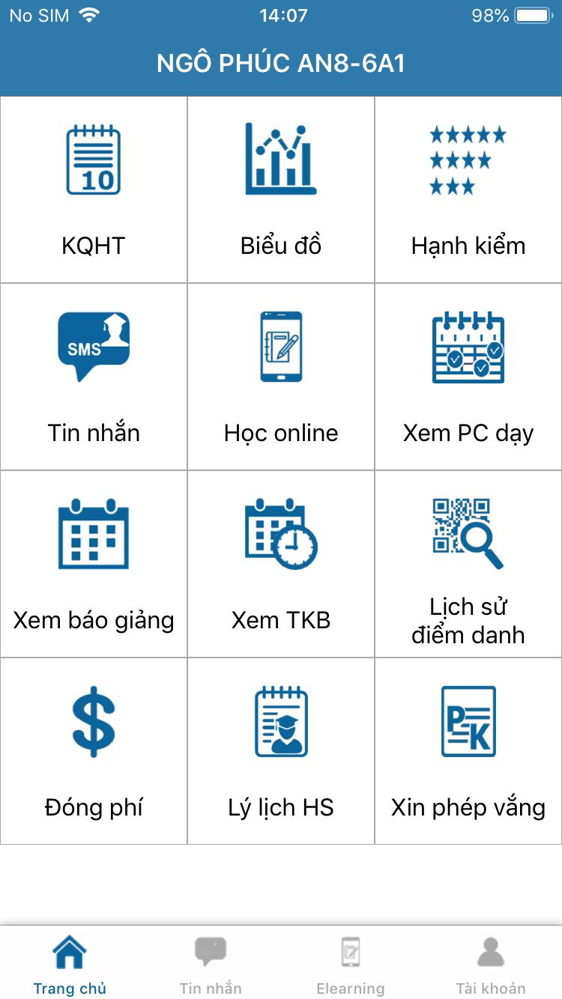 No SIM 14:07 98%
NGÔ PHÚC AN8-6A1
10
KQHT Biểu đồ Hạnh kiểm
SMS
Tin nhắn Học online Xem PC dạy
Xem báo giảng Xem TKB Lịch sử
điểm danh
P K
Đóng phí Lý lịch HS Xin phép vắng
Trang chủ Tin nhắn Elearning Tài khoản